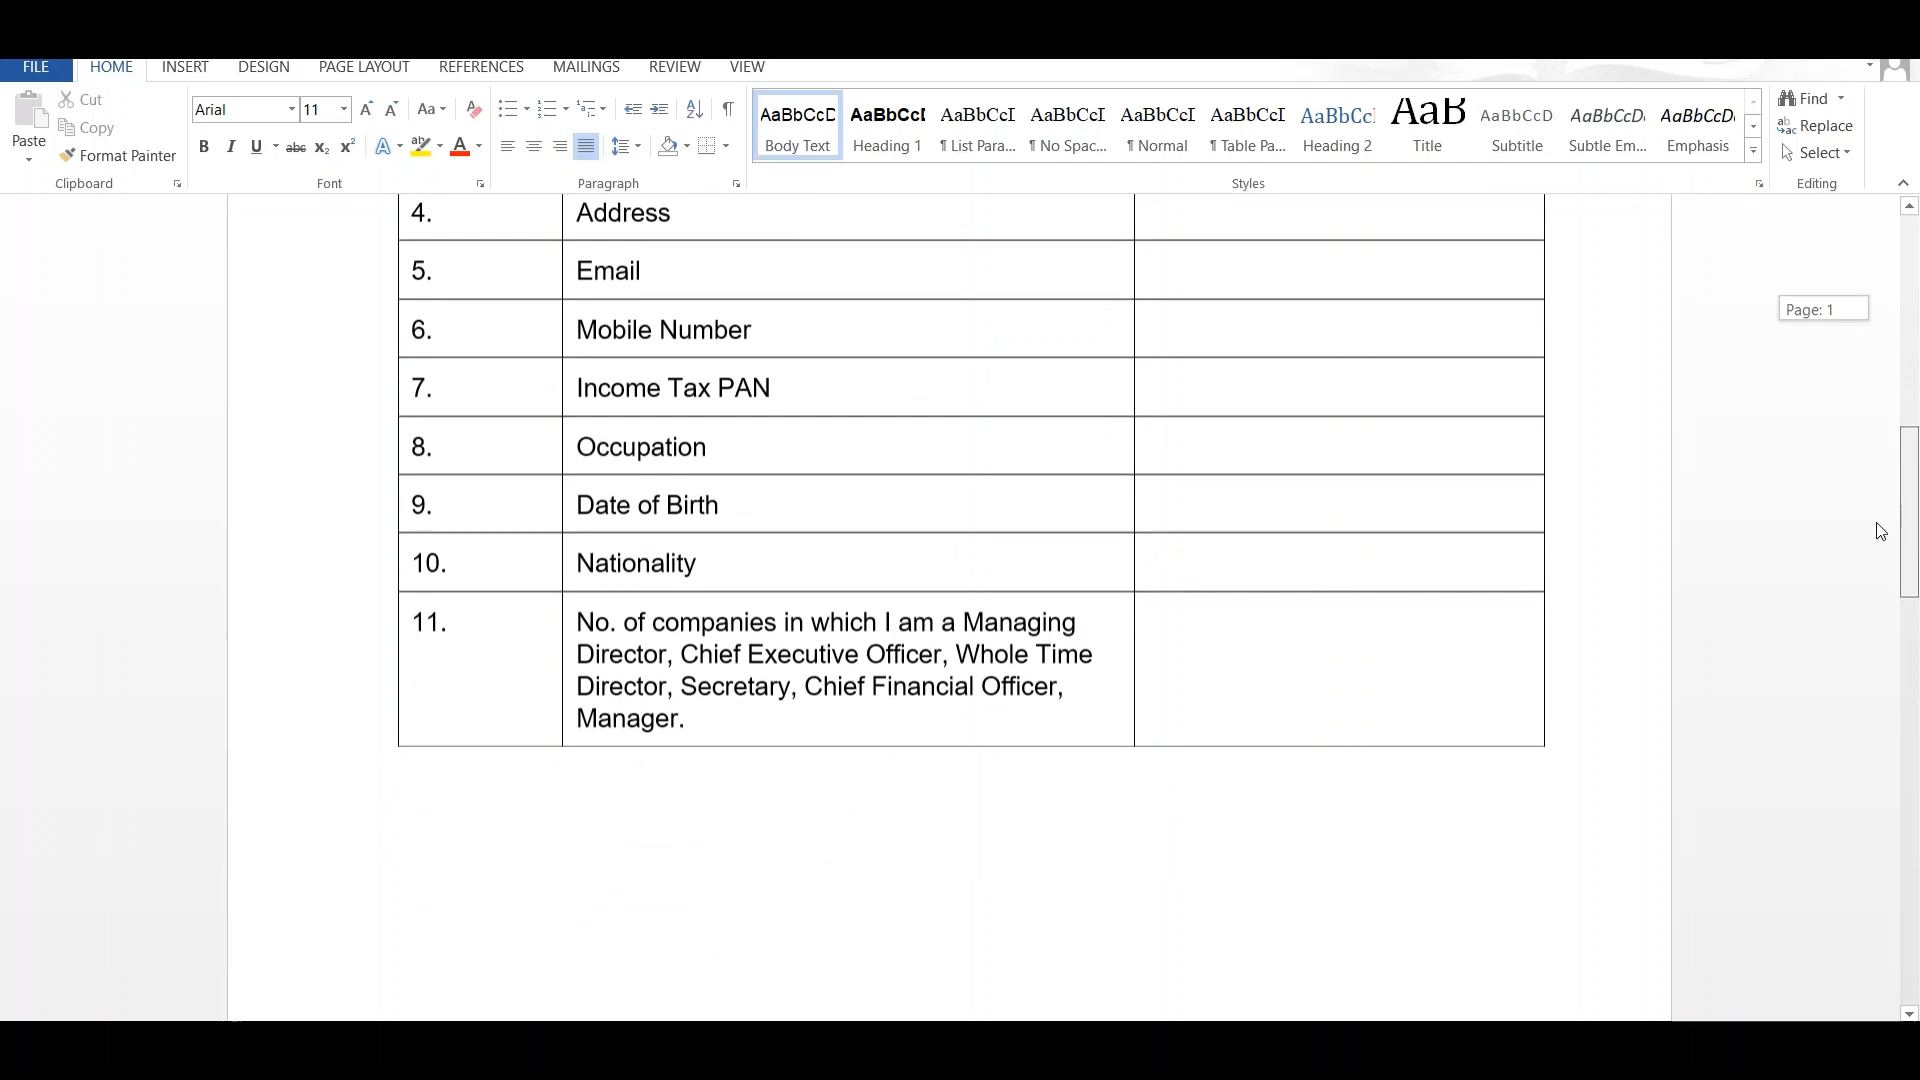 FILE HOME INSERT DESIGN PAGE LAYOUT REFERENCES MAILINGS REVIEW VIEW
Paste
Cut
Copy
Format Painter
Clipboard
Arial 11
Aa
B I U abc X₂ X² A ab A
Font
Paragraph
AaBbCcD AaBbCcI AaBbCcI AaBbCcI AaBbCcI AaBbCcI AaBbCc AaB AaBbCcD AaBbCcD AaBbCcD
Body Text Heading 1 ¶ List Para... ¶ No Spac... ¶ Normal ¶ Table Pa... Heading 2 Title Subtitle Subtle Em... Emphasis
Styles
Find
Replace
Select
Editing
Page: 1
4. Address
5. Email
6. Mobile Number
7. Income Tax PAN
8. Occupation
9. Date of Birth
10. Nationality
11. No. of companies in which I am a Managing
Director, Chief Executive Officer, Whole Time
Director, Secretary, Chief Financial Officer,
Manager.